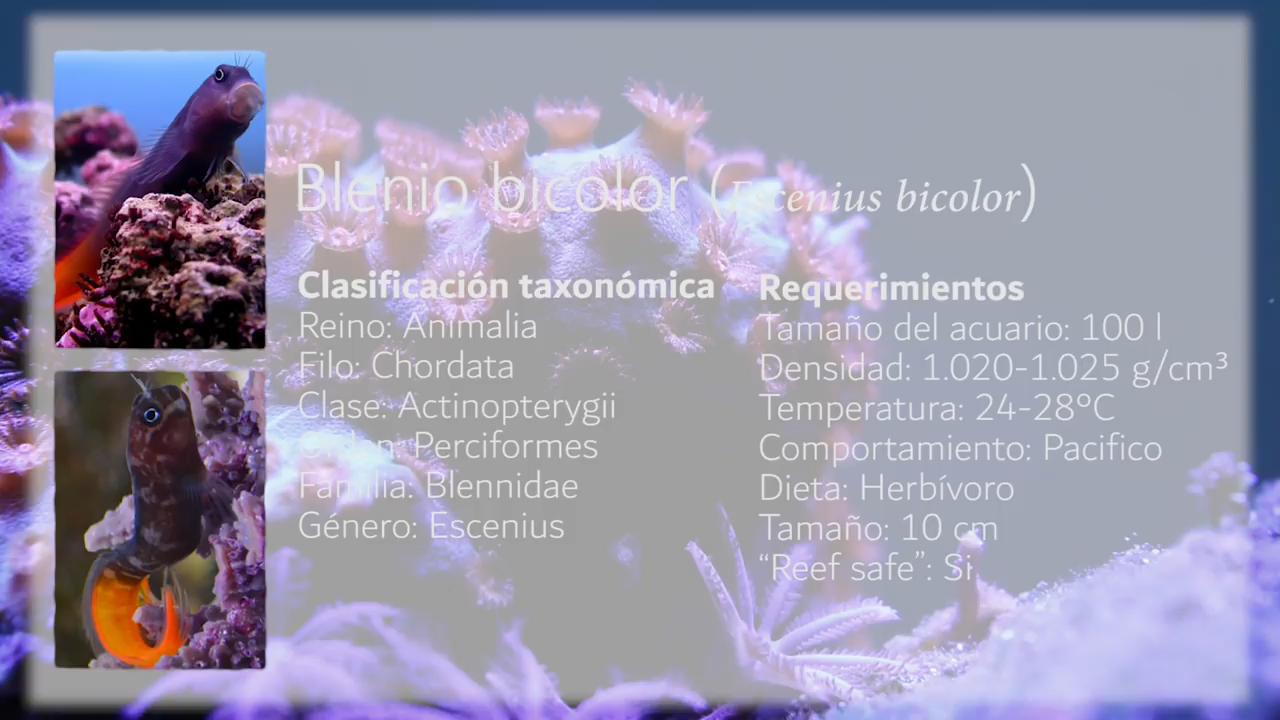 Blenio bicolor (Escenius bicolor)
Clasificación taxonómica
Reino: Animalia
Filo: Chordata
Clase: Actinopterygii
Orden: Perciformes
Familia: Blennidae
Género: Escenius
Requerimientos
Tamaño del acuario: 100 l
Densidad: 1.020-1.025 g/cm³
Temperatura: 24-28ºC
Comportamiento: Pacifico
Dieta: Herbívoro
Tamaño: 10 cm
“Reef safe”: Si